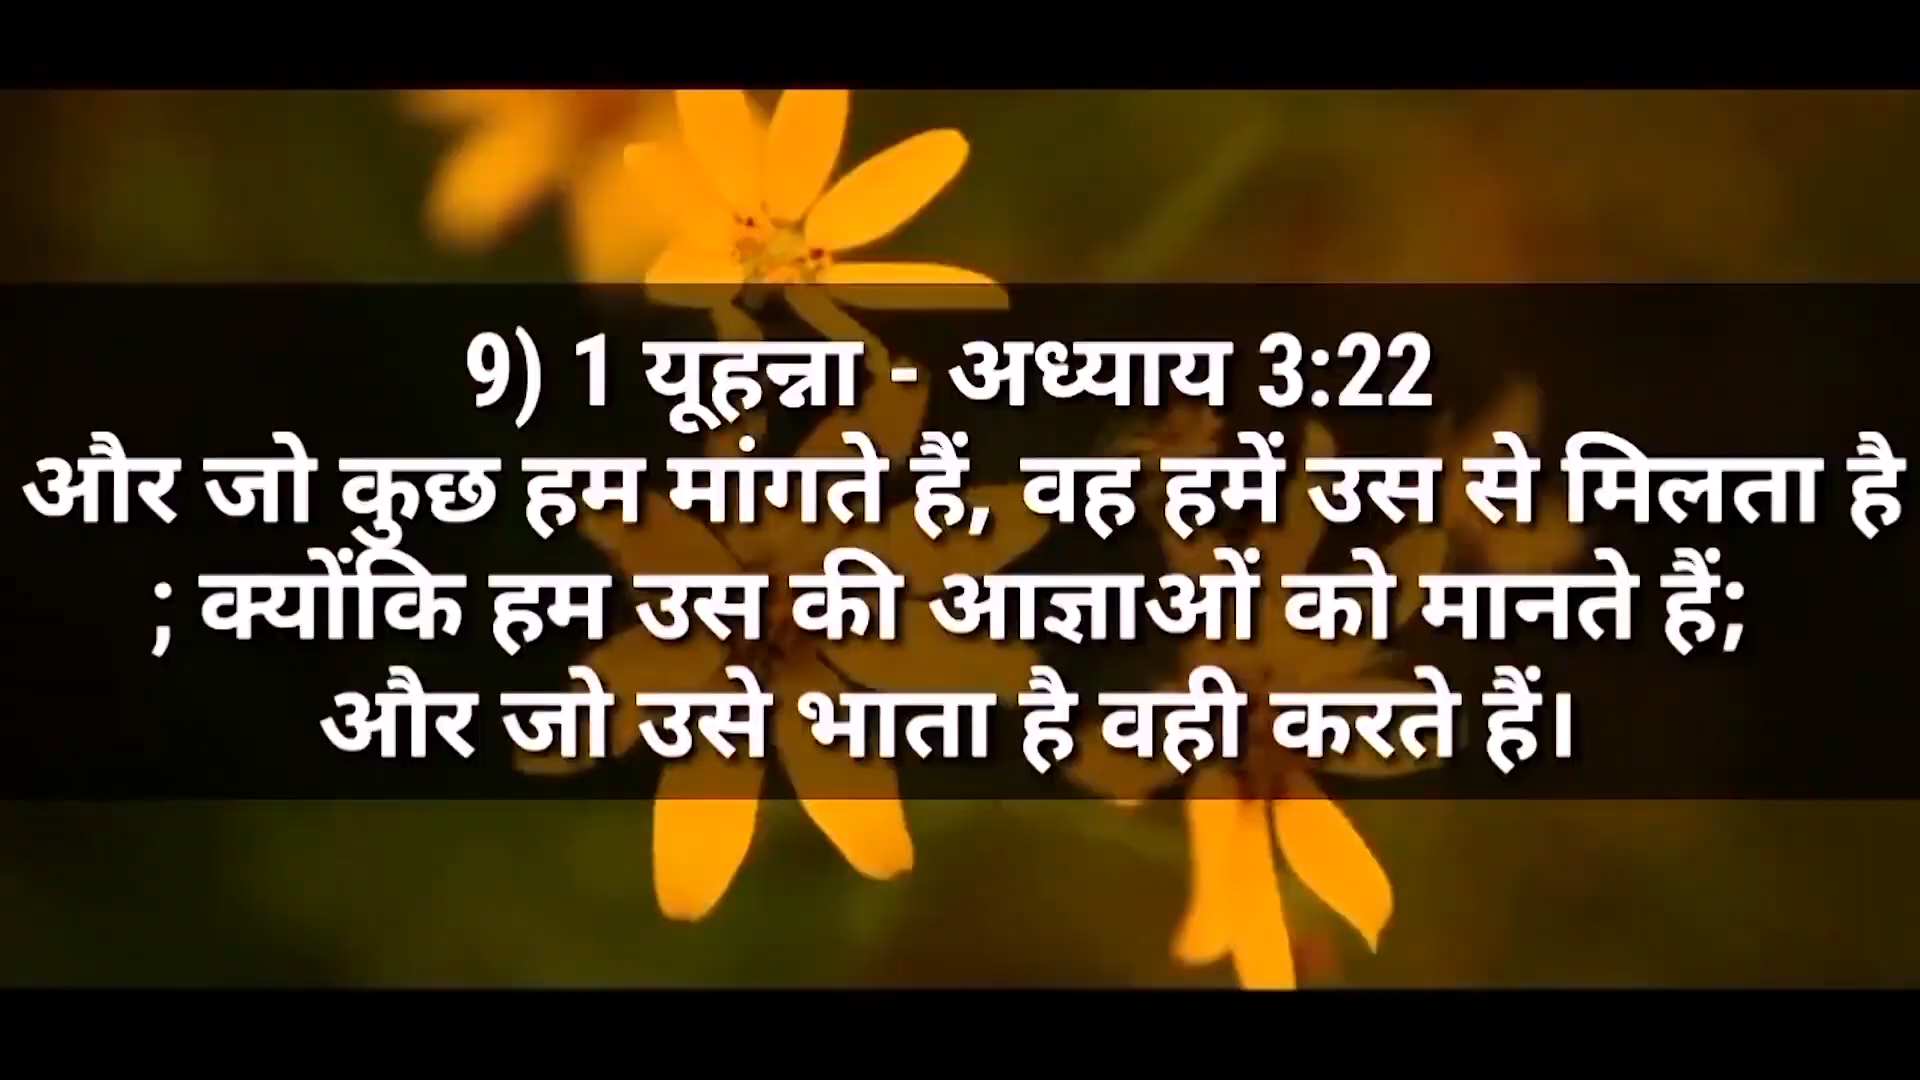 9) 1 यूहन्ना - अध्याय 3:22
और जो कुछ हम मांगते हैं, वह हमें उस से मिलता है
; क्योंकि हम उस की आज्ञाओं को मानते हैं;
और जो उसे भाता है वही करते हैं।